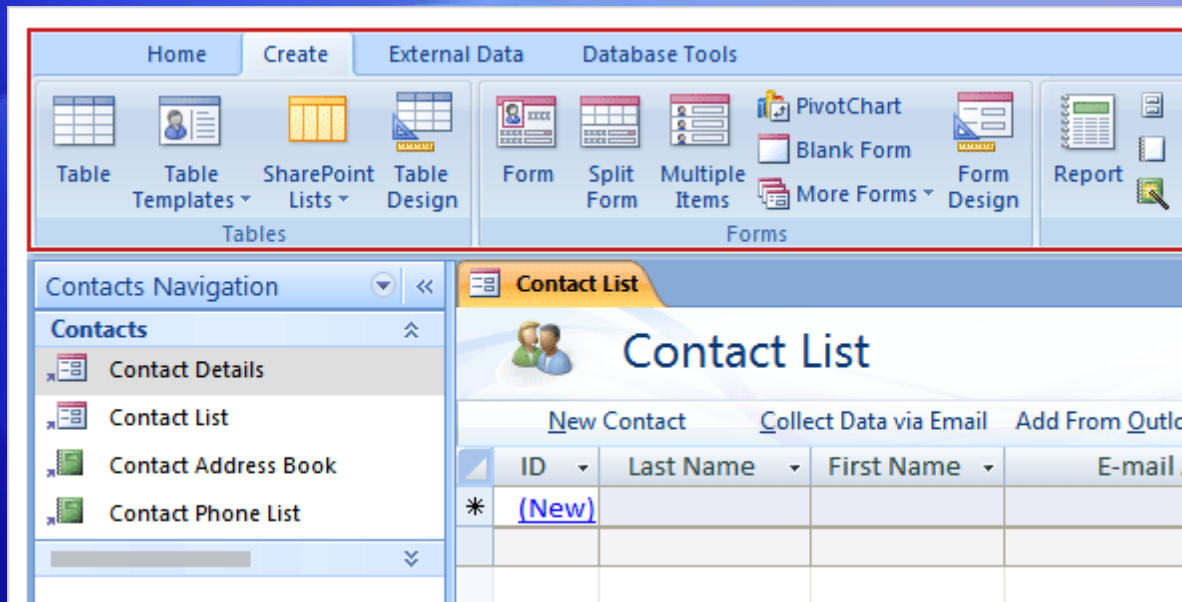 Home Create External Data Database Tools
Table
Table Templates
SharePoint Lists
Table Design
Form
Split Form
Multiple Items
PivotChart
Blank Form
More Forms
Form Design
Report
Tables
Forms
Contacts Navigation
Contacts
Contact Details
Contact List
Contact Address Book
Contact Phone List
Contact List
Contact List
New Contact Collect Data via Email Add From
ID Last Name First Name E-mail
(New)